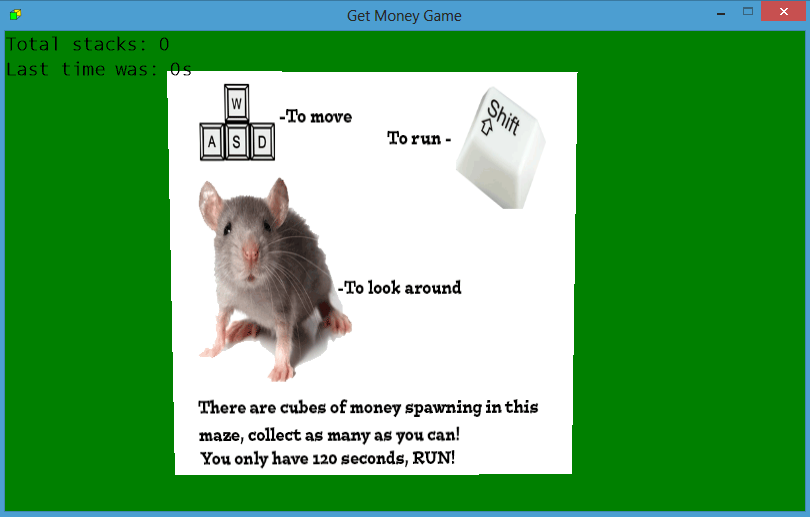 Get Money Game
Total stacks: 0
Last time was: 0s
W
A S D
-To move
To run -
Shift
-To look around
There are cubes of money spawning in this
maze, collect as many as you can!
You only have 120 seconds, RUN!